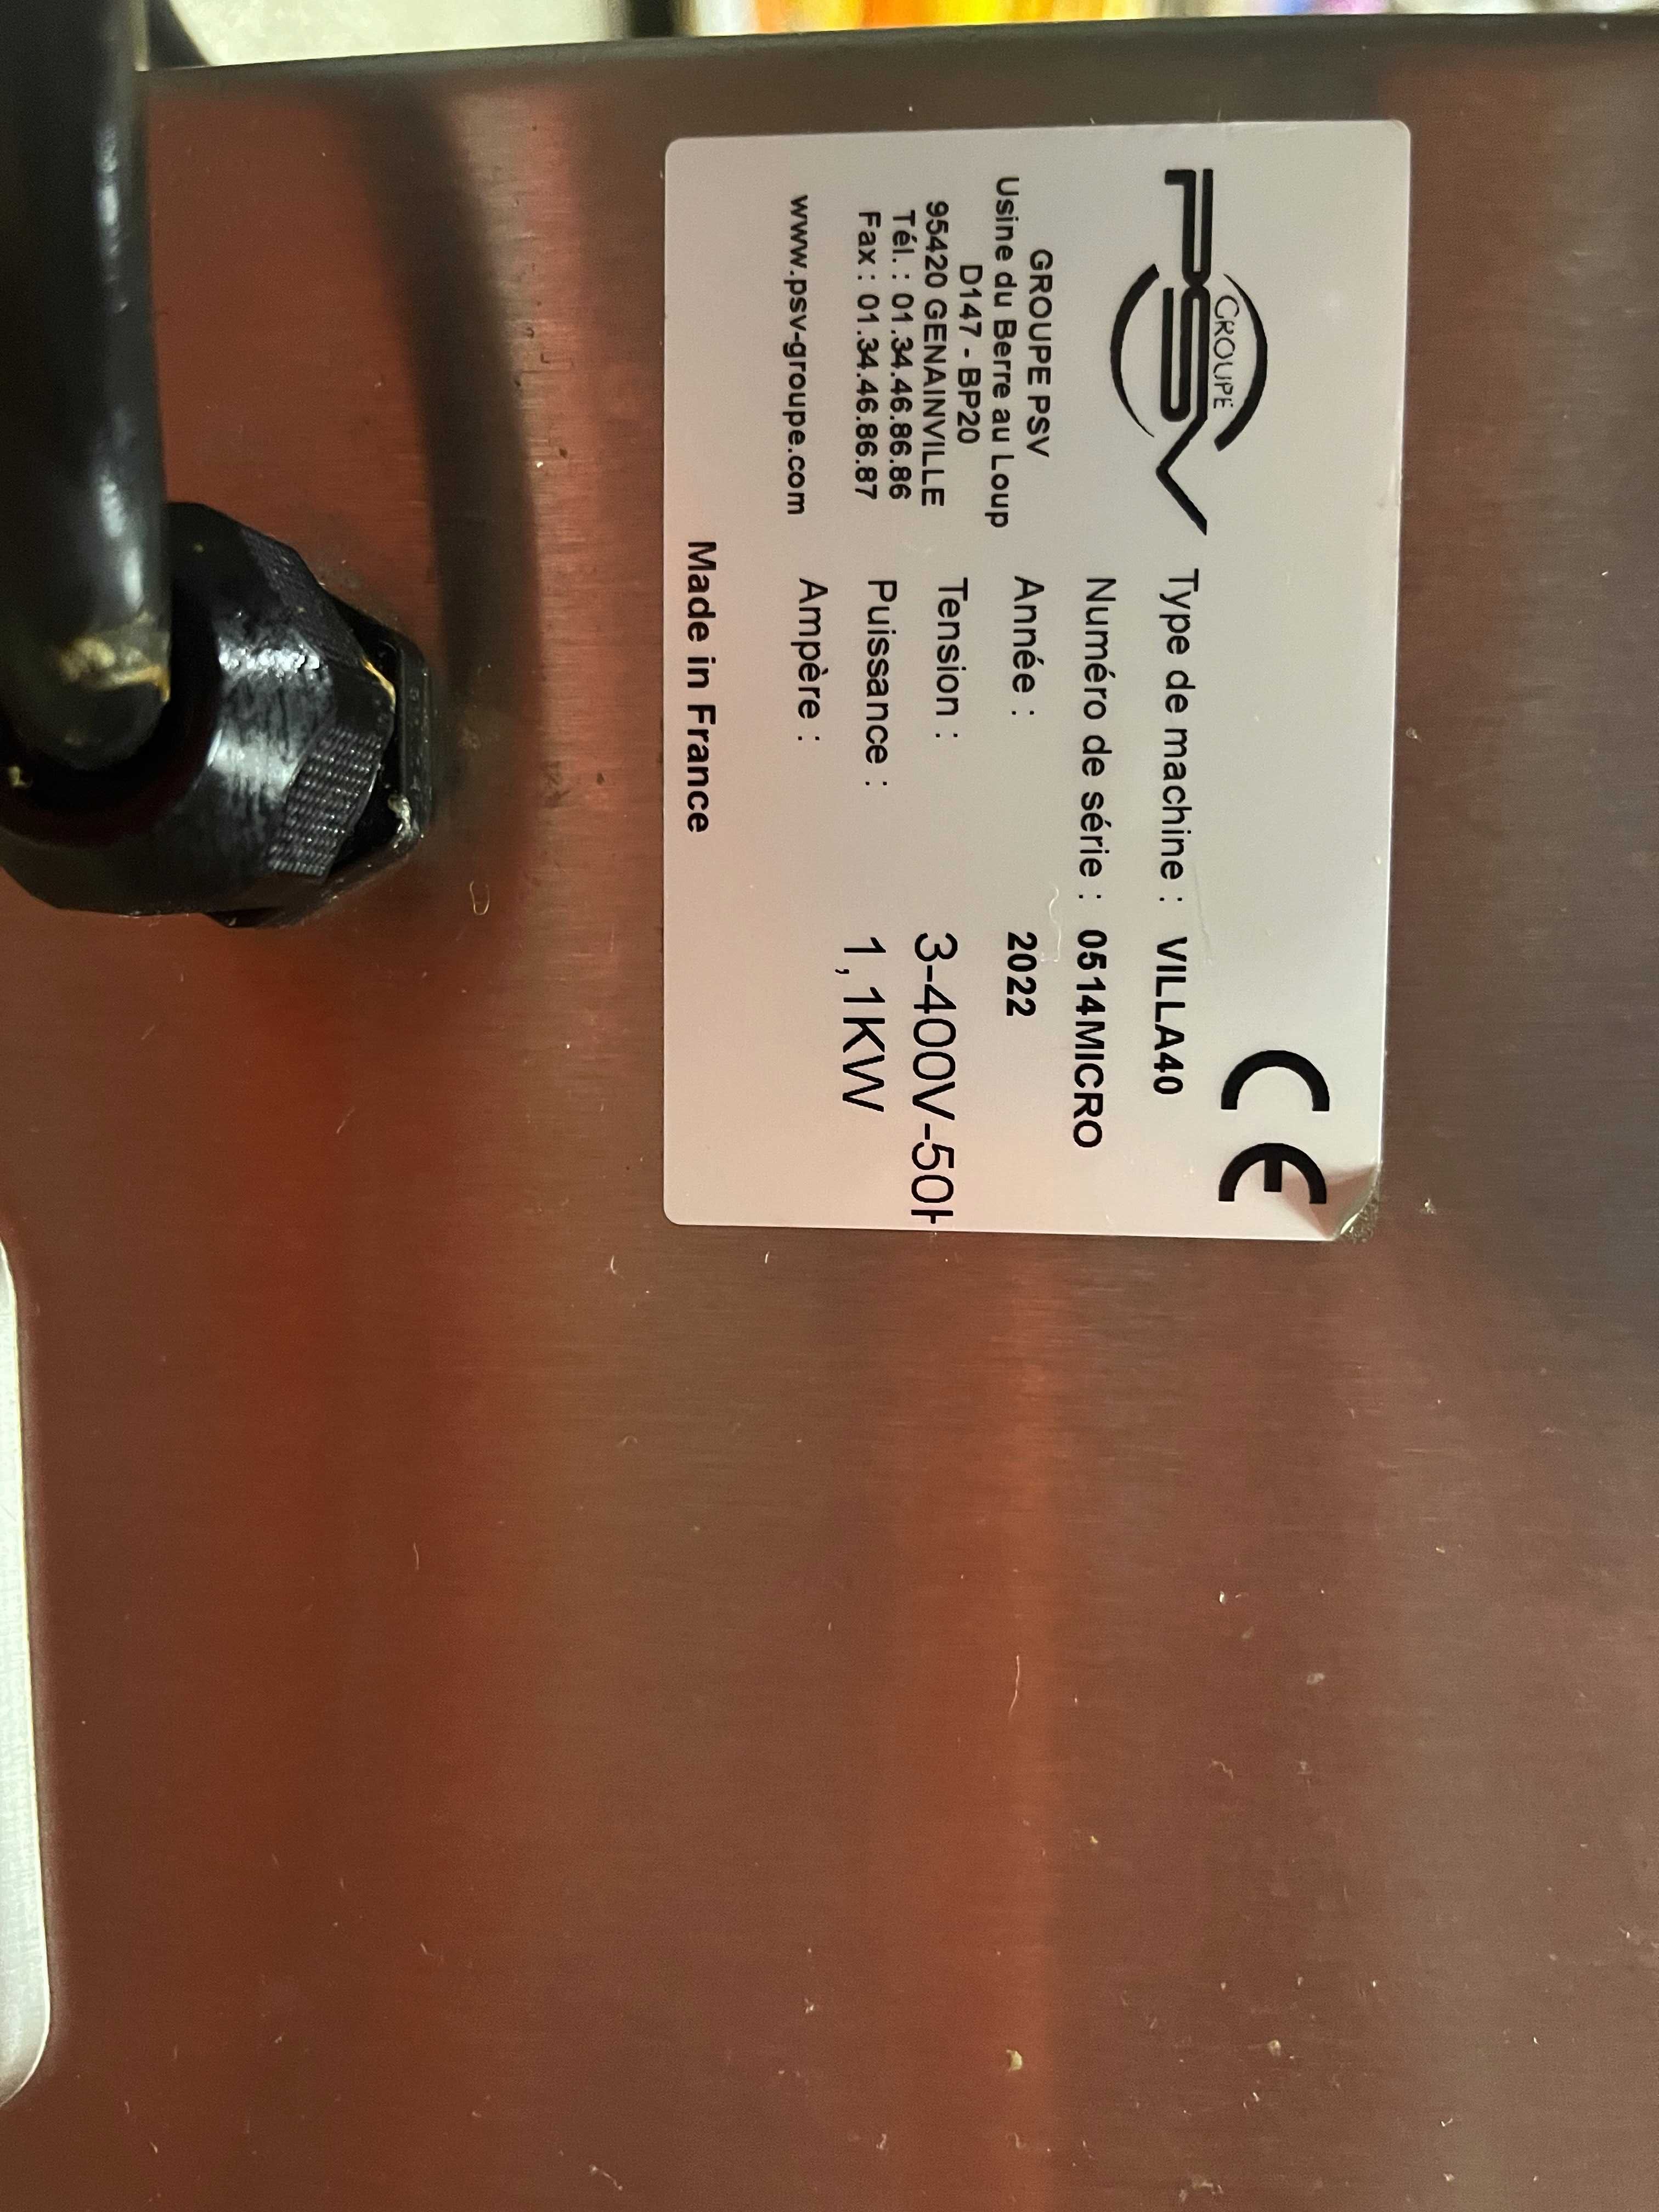 GROUPE
PSV
CE
GROUPE PSV
Usine du Berre au Loup
D147 - BP20
95420 GENAINVILLE
Tél. : 01.34.46.86.86
Fax : 01.34.46.86.87
www.psv-groupe.com
Type de machine : VILLA40
Numéro de série : 0514MICRO
Année : 2022
Tension : 3-400V-50H
Puissance : 1,1KW
Ampère :
Made in France